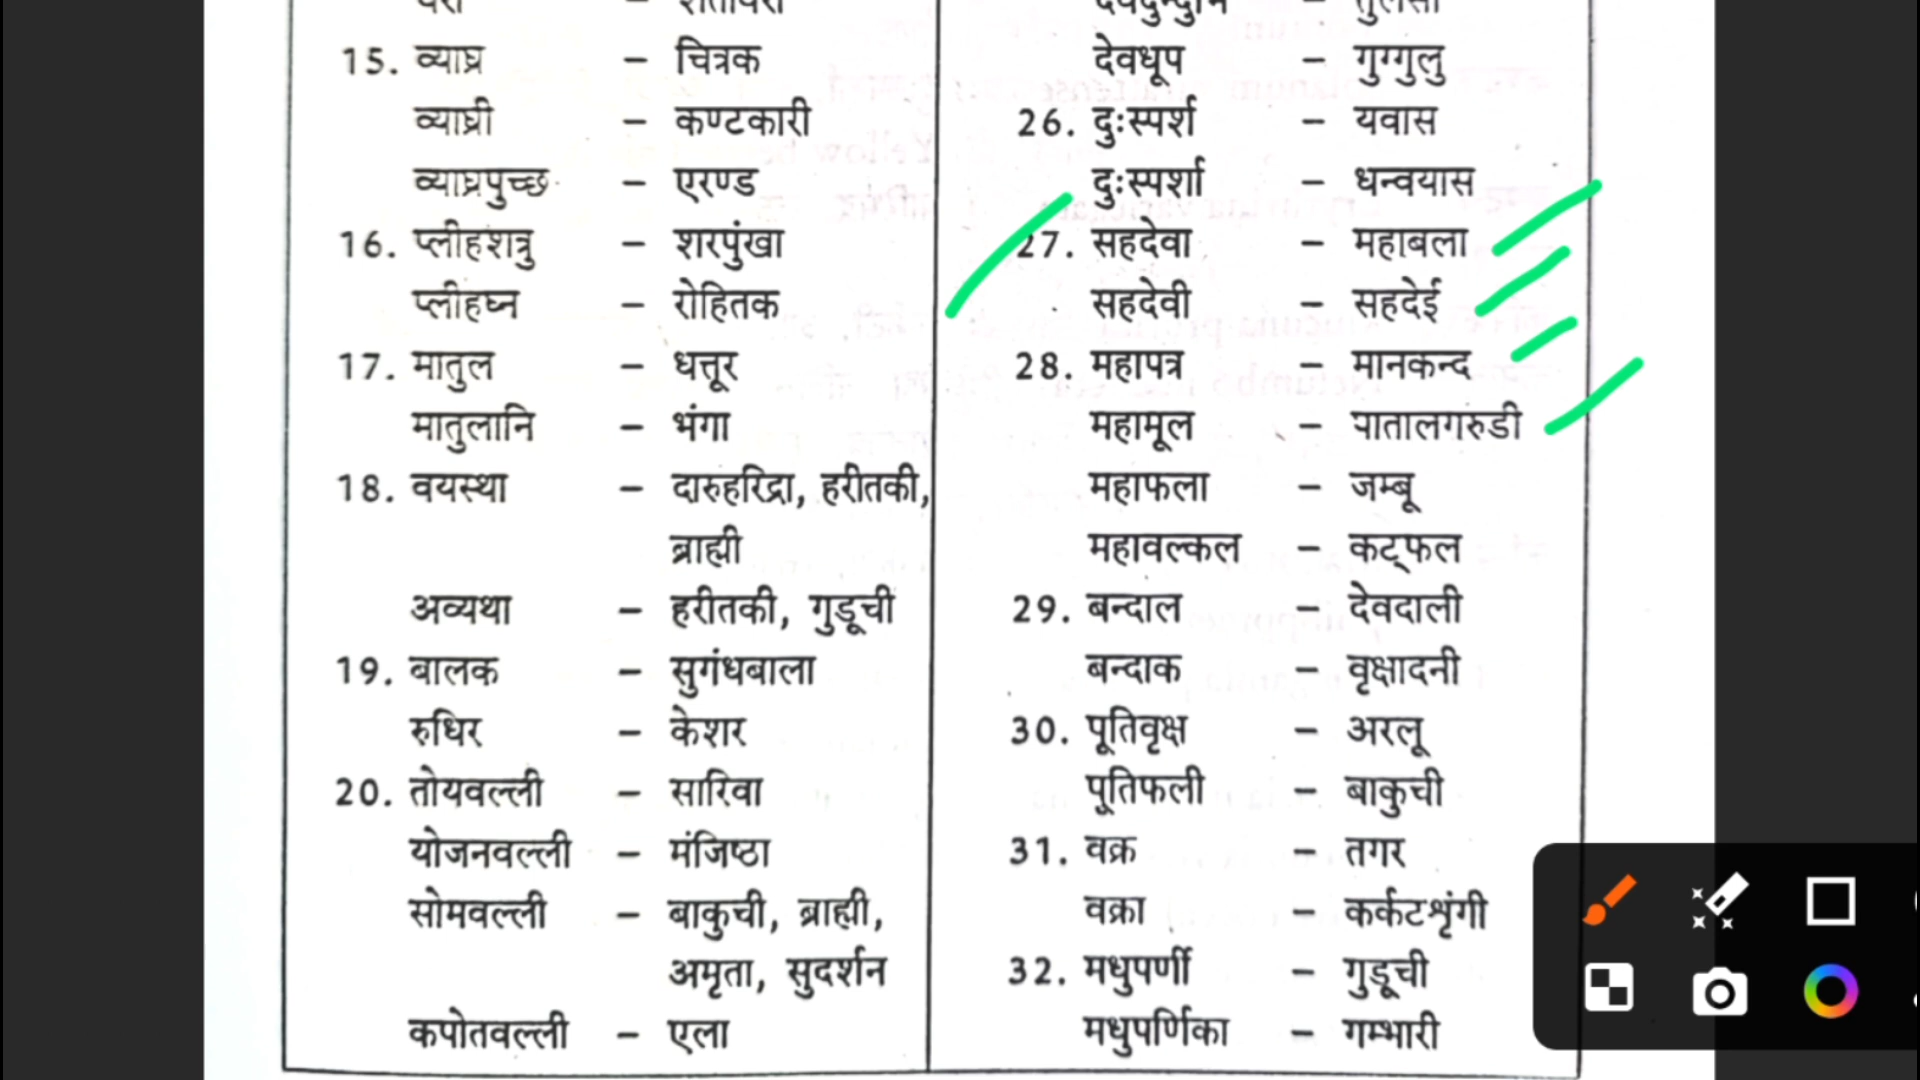 15. व्याघ्र – चित्रक
व्याघ्री – कण्टकारी
व्याघ्रपुच्छ – एरण्ड
16. प्लीहशत्रु – शरपुंखा
प्लीहघ्न – रोहितक
17. मातुल – धत्तूर
मातुलानि – भंगा
18. वयस्था – दारुहरिद्रा, हरीतकी,
ब्राह्मी
अव्यथा – हरीतकी, गुडूची
19. बालक – सुगंधबाला
रुधिर – केशर
20. तोयवल्ली – सारिवा
योजनवल्ली – मंजिष्ठा
सोमवल्ली – बाकुची, ब्राह्मी,
अमृता, सुदर्शन
कपोतवल्ली – एला
देवदुन्दुभि – तुलसी
देवधूप – गुग्गुलु
26. दुःस्पर्श – यवास
दुःस्पर्शा – धन्वयास
27. सहदेवा – महाबला
सहदेवी – सहदेई
28. महापत्र – मानकन्द
महामूल – पातालगरुडी
महाफला – जम्बू
महावल्कल – कट्फल
29. बन्दाल – देवदाली
बन्दाक – वृक्षादनी
30. पूतिवृक्ष – अरलू
पूतिफली – बाकुची
31. वक्र – तगर
वक्रा – कर्कटशृंगी
32. मधुपर्णी – गुडूची
मधुपर्णिका – गम्भारी